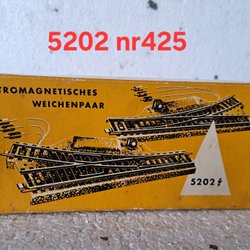 5202 nr425
TROMAGNETISCHES
WEICHENPAAR
5202